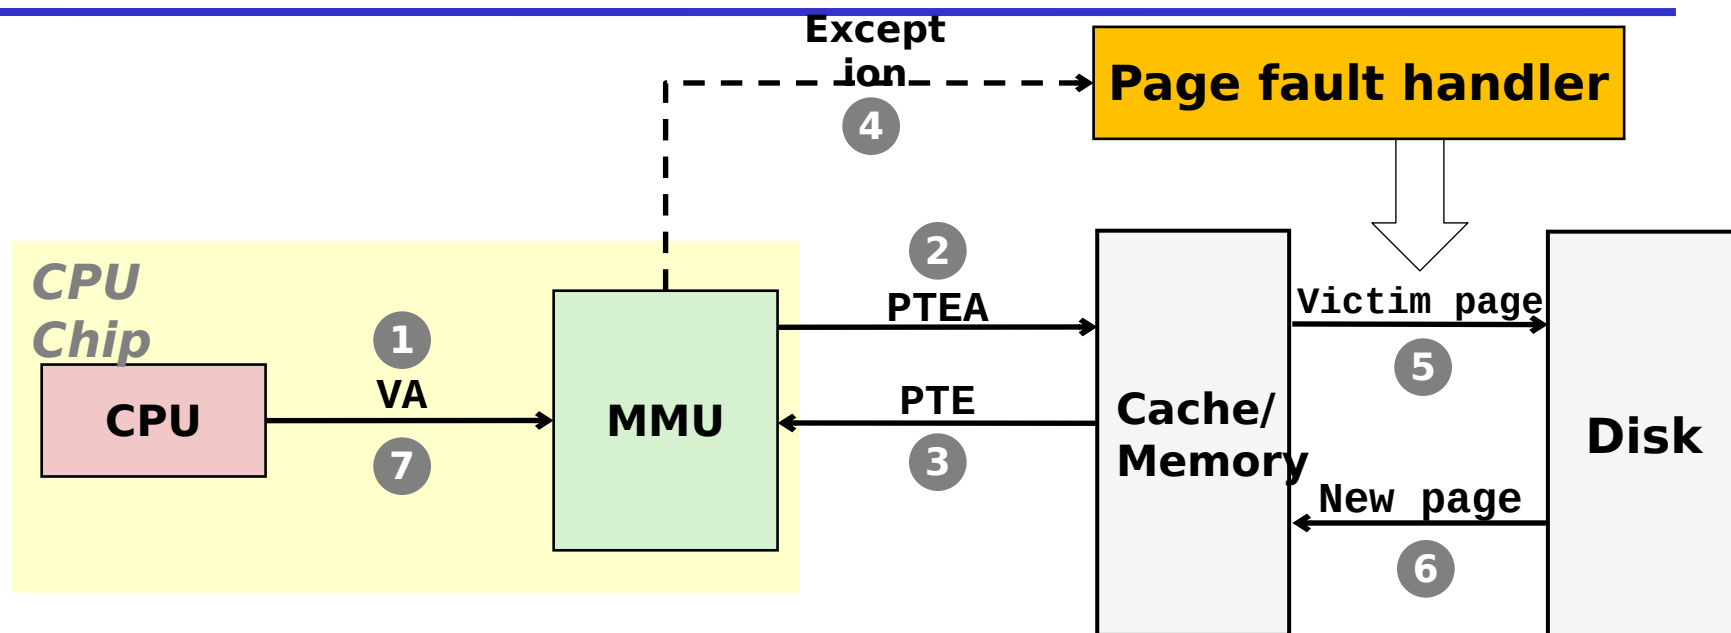 Except
ion
4
Page fault handler
CPU
Chip
1
VA
7
CPU
MMU
2
PTEA
PTE
3
Cache/
Memory
Victim page
5
New page
6
Disk